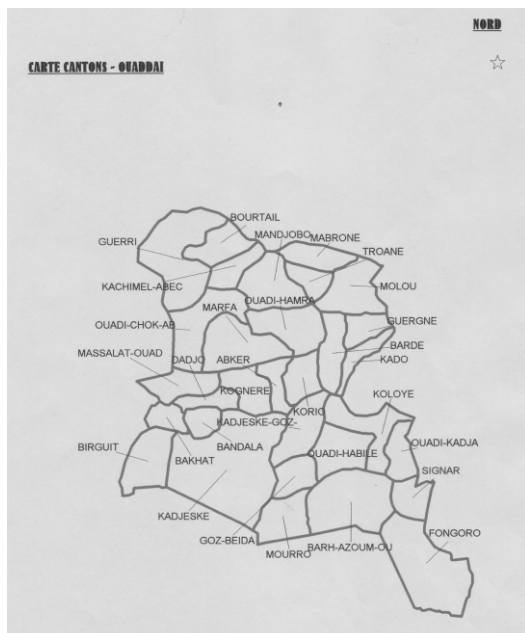 NORD
CARTE CANTONS - OUADDAI
BOURTAIL
MANDJOBO
MABRONE
GUERRI
TROANE
KACHIMEL-ABEC
MOLOU
OUADI-HAMRA
MARFA
OUADI-CHOK-AB
GUERGNE
BARDE
MASSALAT-OUAD
DADJO
ABKER
KADO
KOGNERE
KOLOYE
KORIO
KADJESKE-GOZ-
BIRGUIT
BANDALA
OUADI-KADJA
BAKHAT
OUADI-HABILE
SIGNAR
KADJESKE
GOZ-BEIDA
MOURRO
BARH-AZOUM-OU
FONGORO